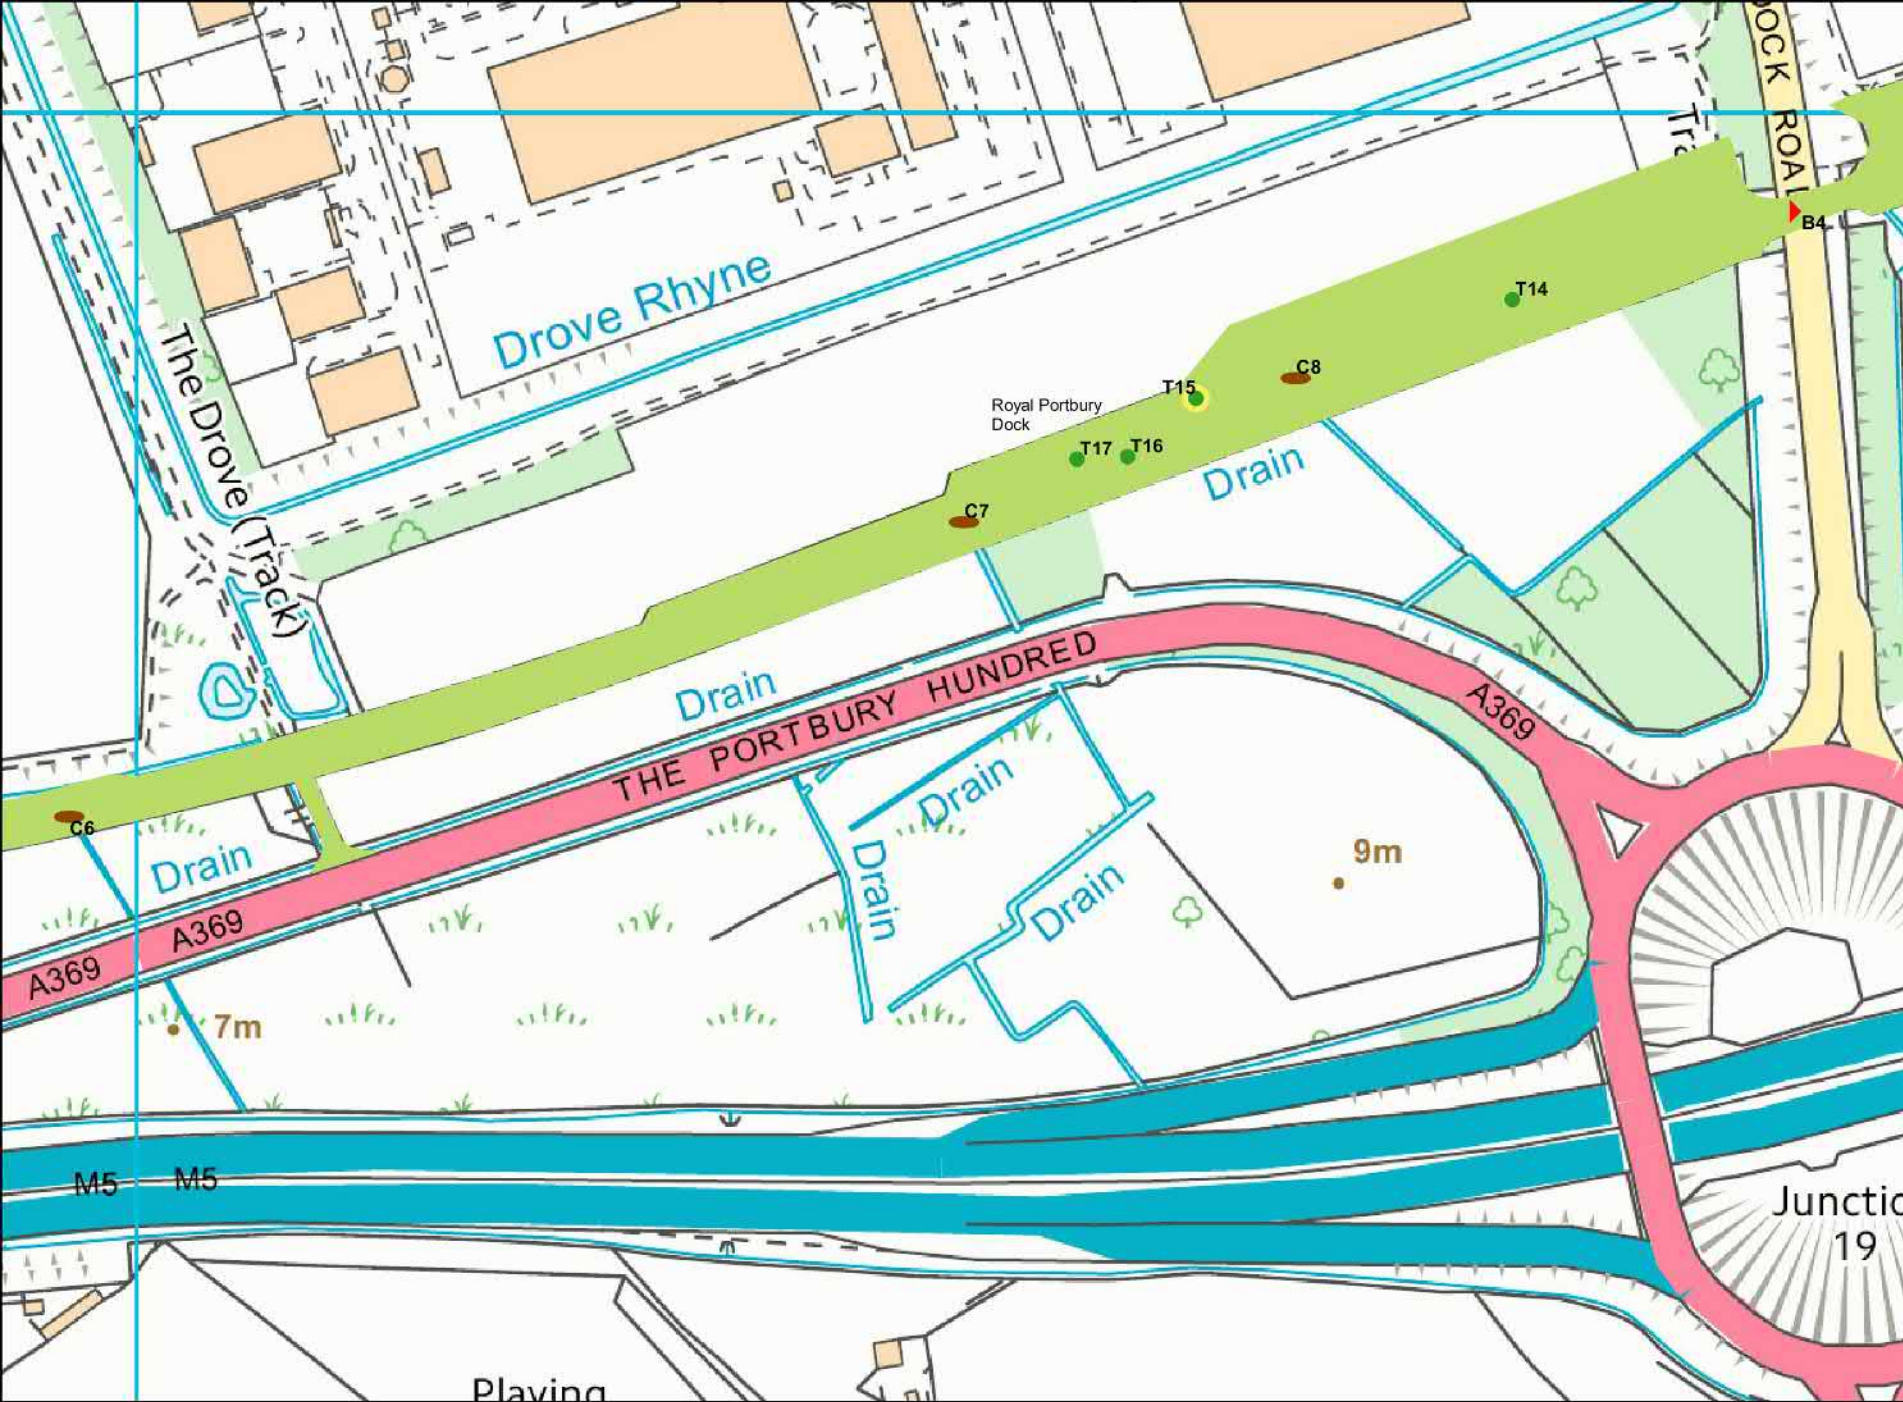 DOCK ROAD
Tra
B4
Drove Rhyne
T14
The Drove (Track)
C8
T15
Royal Portbury
Dock
T17
T16
Drain
C7
Drain
THE PORTBURY HUNDRED
A369
Drain
C6
Drain
Drain
Drain
9m
A369
A369
7m
M5
M5
Junctio
19
Playing